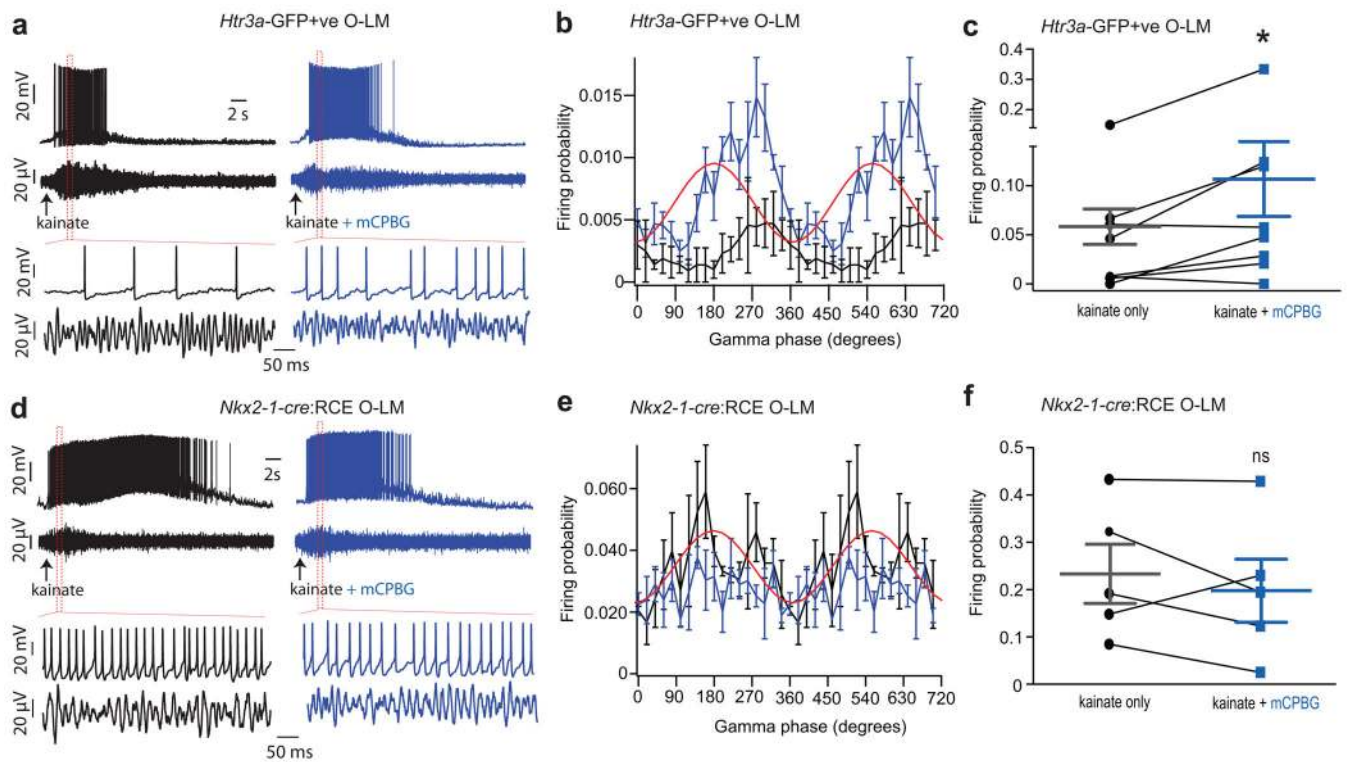 a
Htr3a-GFP+ve O-LM
20 mV
2 s
20 µV
kainate
kainate + mCPBG
20 mV
20 µV
50 ms
b
Htr3a-GFP+ve O-LM
Firing probability
0.015
0.010
0.005
0
0 90 180 270 360 450 540 630 720
Gamma phase (degrees)
c
Htr3a-GFP+ve O-LM
*
Firing probability
0.4
0.3
0.2
0.10
0.05
0
kainate only
kainate + mCPBG
d
Nkx2-1-cre:RCE O-LM
20 mV
2s
20 µV
kainate
kainate + mCPBG
20 mV
20 µV
50 ms
e
Nkx2-1-cre:RCE O-LM
Firing probability
0.060
0.040
0.020
0
0 90 180 270 360 450 540 630 720
Gamma phase (degrees)
f
Nkx2-1-cre:RCE O-LM
ns
Firing probability
0.5
0.4
0.3
0.2
0.1
0
kainate only
kainate + mCPBG